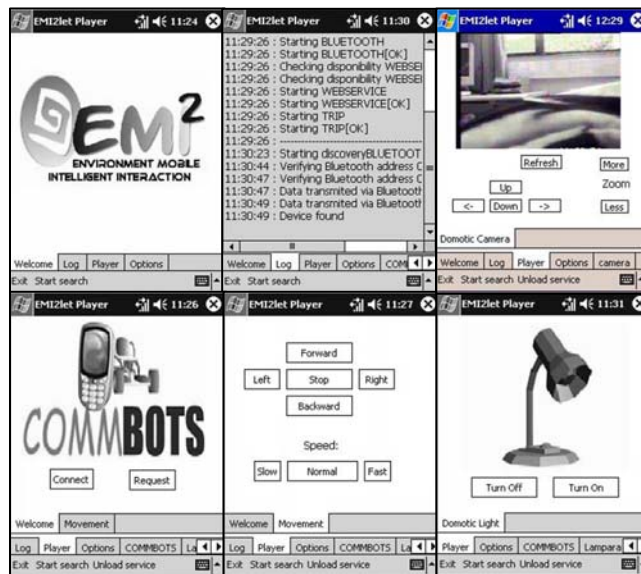 EMI2let Player 11:24
EMI²
ENVIRONMENT MOBILE
INTELLIGENT INTERACTION
Welcome Log Player Options
Exit Start search
EMI2let Player 11:30
11:29:26 : Starting BLUETOOTH
11:29:26 : Starting BLUETOOTH[OK]
11:29:26 : Checking disponibility WEBSE
11:29:26 : Checking disponibility WEBSE
11:29:26 : Starting WEBSERVICE
11:29:26 : Starting WEBSERVICE[OK]
11:29:26 : Starting TRIP
11:29:26 : Starting TRIP[OK]
11:29:26 : ----------------------------
11:30:23 : Starting discoveryBLUETOOT
11:30:44 : Verifying Bluetooth address
11:30:47 : Verifying Bluetooth address
11:30:47 : Data transmited via Bluetooth
11:30:49 : Data transmited via Bluetooth
11:30:49 : Device found
Welcome Log Player Options COM
Exit Start search
EMI2let Player 12:29
Refresh More
Up Zoom
<- Down -> Less
Domotic Camera
Welcome Log Player Options camera
Exit Start search Unload service
EMI2let Player 11:26
COMMBOTS
Connect Request
Welcome Movement
Log Player Options COMMBOTS La
Exit Start search Unload service
EMI2let Player 11:27
Forward
Left Stop Right
Backward
Speed:
Slow Normal Fast
Welcome Movement
Log Player Options COMMBOTS La
Exit Start search Unload service
EMI2let Player 11:31
Turn Off Turn On
Domotic Light
Player Options COMMBOTS Lampara
Exit Start search Unload service